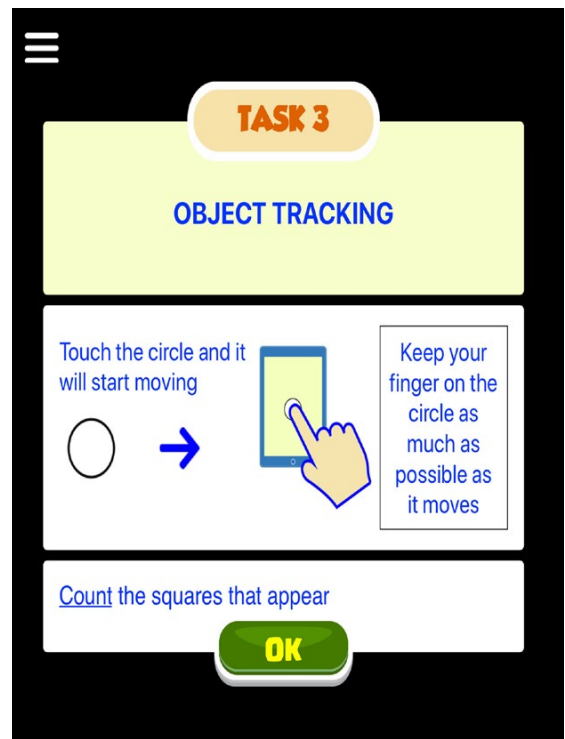 TASK 3
OBJECT TRACKING
Touch the circle and it
will start moving
Keep your
finger on the
circle as
much as
possible as
it moves
Count the squares that appear
OK